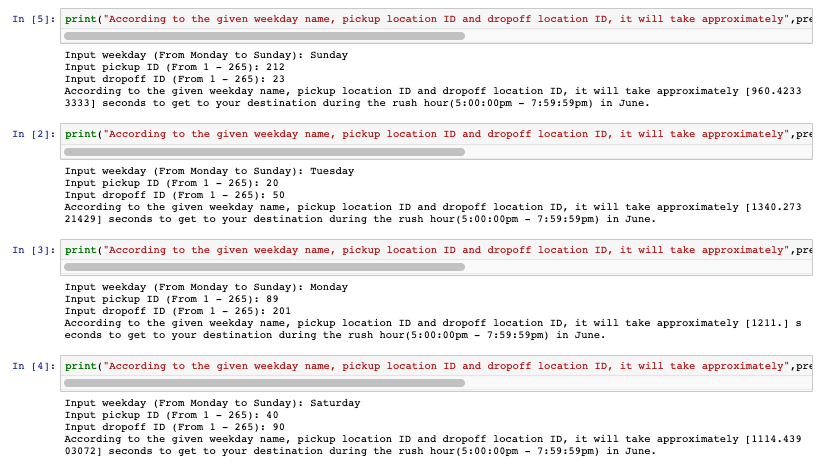 In [5]: print("According to the given weekday name, pickup location ID and dropoff location ID, it will take approximately",pre
Input weekday (From Monday to Sunday): Sunday
Input pickup ID (From 1 - 265): 212
Input dropoff ID (From 1 - 265): 23
According to the given weekday name, pickup location ID and dropoff location ID, it will take approximately [960.4233
3333] seconds to get to your destination during the rush hour(5:00:00pm - 7:59:59pm) in June.
In [2]: print("According to the given weekday name, pickup location ID and dropoff location ID, it will take approximately",pre
Input weekday (From Monday to Sunday): Tuesday
Input pickup ID (From 1 - 265): 20
Input dropoff ID (From 1 - 265): 50
According to the given weekday name, pickup location ID and dropoff location ID, it will take approximately [1340.273
21429] seconds to get to your destination during the rush hour(5:00:00pm - 7:59:59pm) in June.
In [3]: print("According to the given weekday name, pickup location ID and dropoff location ID, it will take approximately",pre
Input weekday (From Monday to Sunday): Monday
Input pickup ID (From 1 - 265): 89
Input dropoff ID (From 1 - 265): 201
According to the given weekday name, pickup location ID and dropoff location ID, it will take approximately [1211.] s
econds to get to your destination during the rush hour(5:00:00pm - 7:59:59pm) in June.
In [4]: print("According to the given weekday name, pickup location ID and dropoff location ID, it will take approximately",pre
Input weekday (From Monday to Sunday): Saturday
Input pickup ID (From 1 - 265): 40
Input dropoff ID (From 1 - 265): 90
According to the given weekday name, pickup location ID and dropoff location ID, it will take approximately [1114.439
03072] seconds to get to your destination during the rush hour(5:00:00pm - 7:59:59pm) in June.